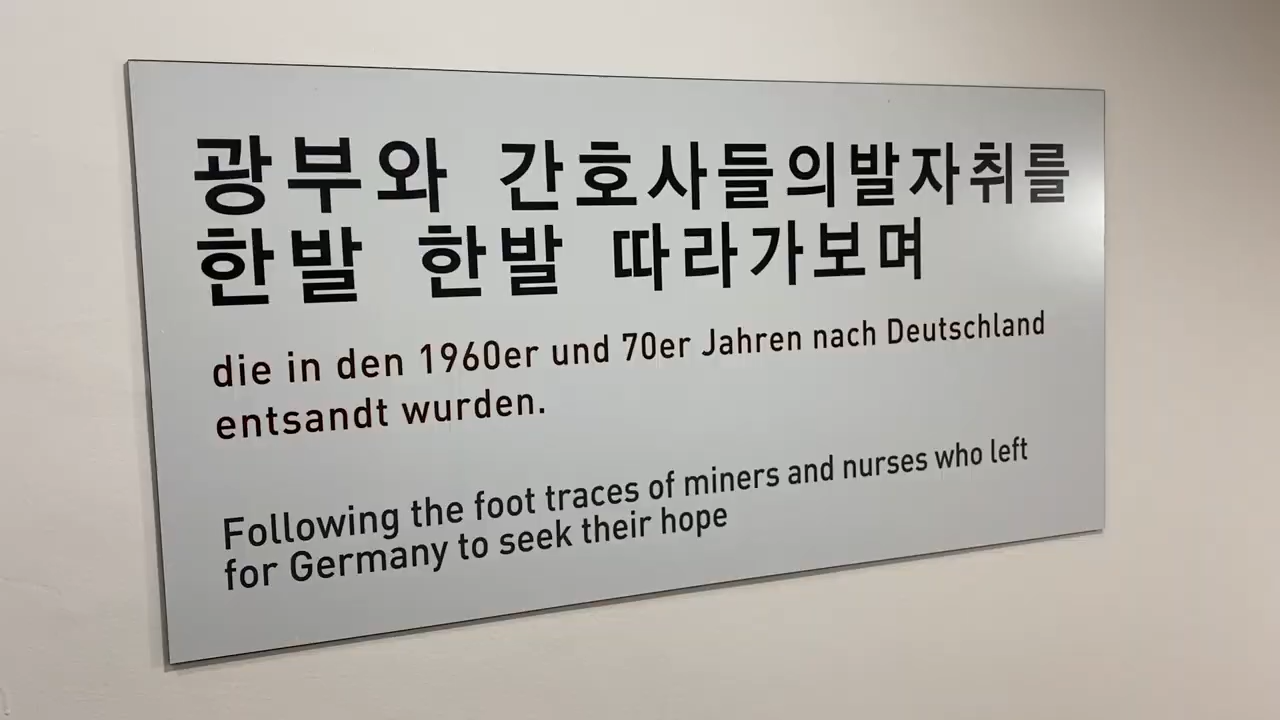 광부와 간호사들의발자취를
한발 한발 따라가보며
die in den 1960er und 70er Jahren nach Deutschland
entsandt wurden.
Following the foot traces of miners and nurses who left
for Germany to seek their hope